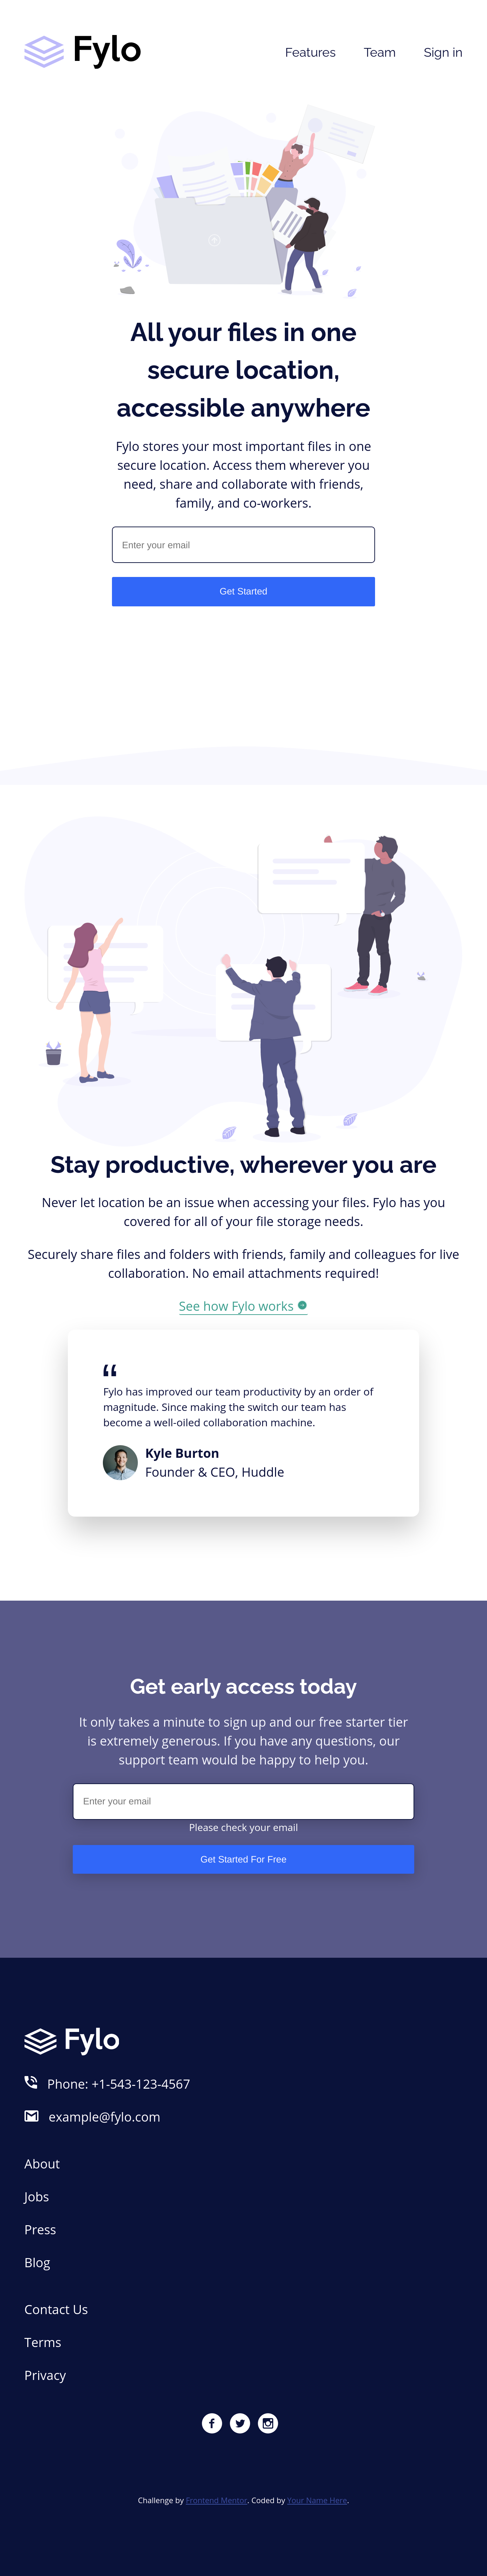 Fylo
Features Team Sign in
All your files in one
secure location,
accessible anywhere
Fylo stores your most important files in one
secure location. Access them wherever you
need, share and collaborate with friends,
family, and co-workers.
Enter your email
Get Started
Stay productive, wherever you are
Never let location be an issue when accessing your files. Fylo has you
covered for all of your file storage needs.
Securely share files and folders with friends, family and colleagues for live
collaboration. No email attachments required!
See how Fylo works
“
Fylo has improved our team productivity by an order of
magnitude. Since making the switch our team has
become a well-oiled collaboration machine.
Kyle Burton
Founder & CEO, Huddle
Get early access today
It only takes a minute to sign up and our free starter tier
is extremely generous. If you have any questions, our
support team would be happy to help you.
Enter your email
Please check your email
Get Started For Free
Fylo
Phone: +1-543-123-4567
example@fylo.com
About
Jobs
Press
Blog
Contact Us
Terms
Privacy
Challenge by Frontend Mentor. Coded by Your Name Here.